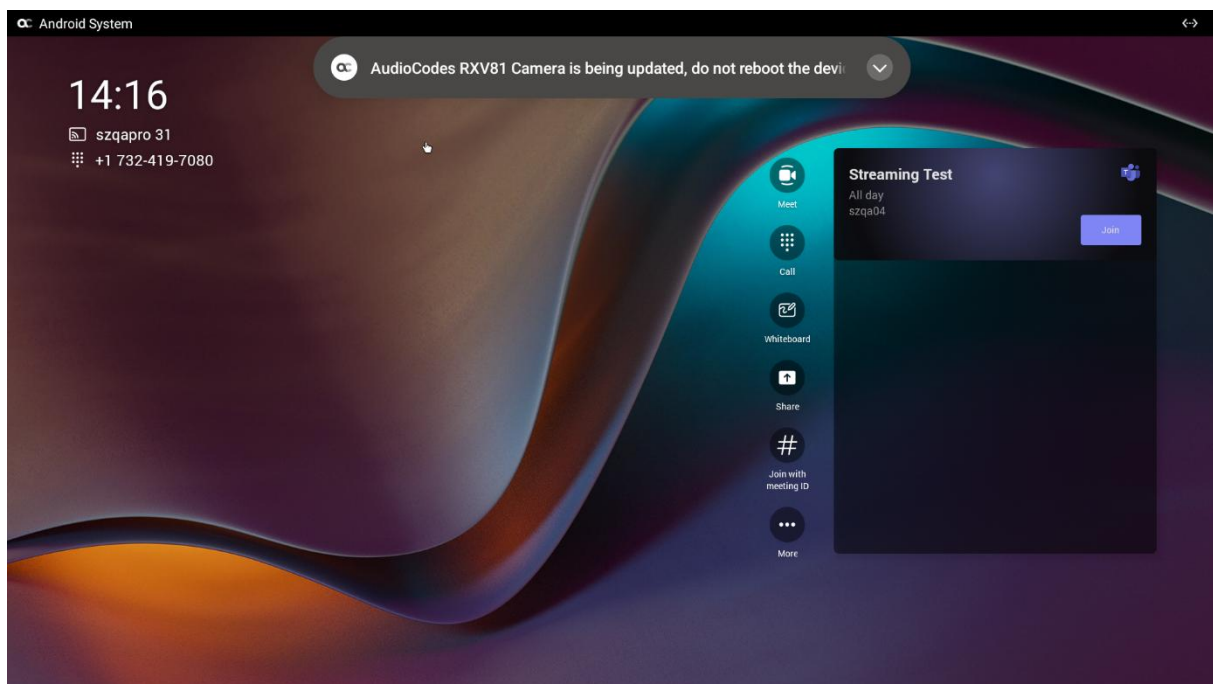 Android System
AudioCodes RXV81 Camera is being updated, do not reboot the devi
14:16
szqapro 31
+1 732-419-7080
Meet
Call
Whiteboard
Share
Join with
meeting ID
More
Streaming Test
All day
szqa04
Join